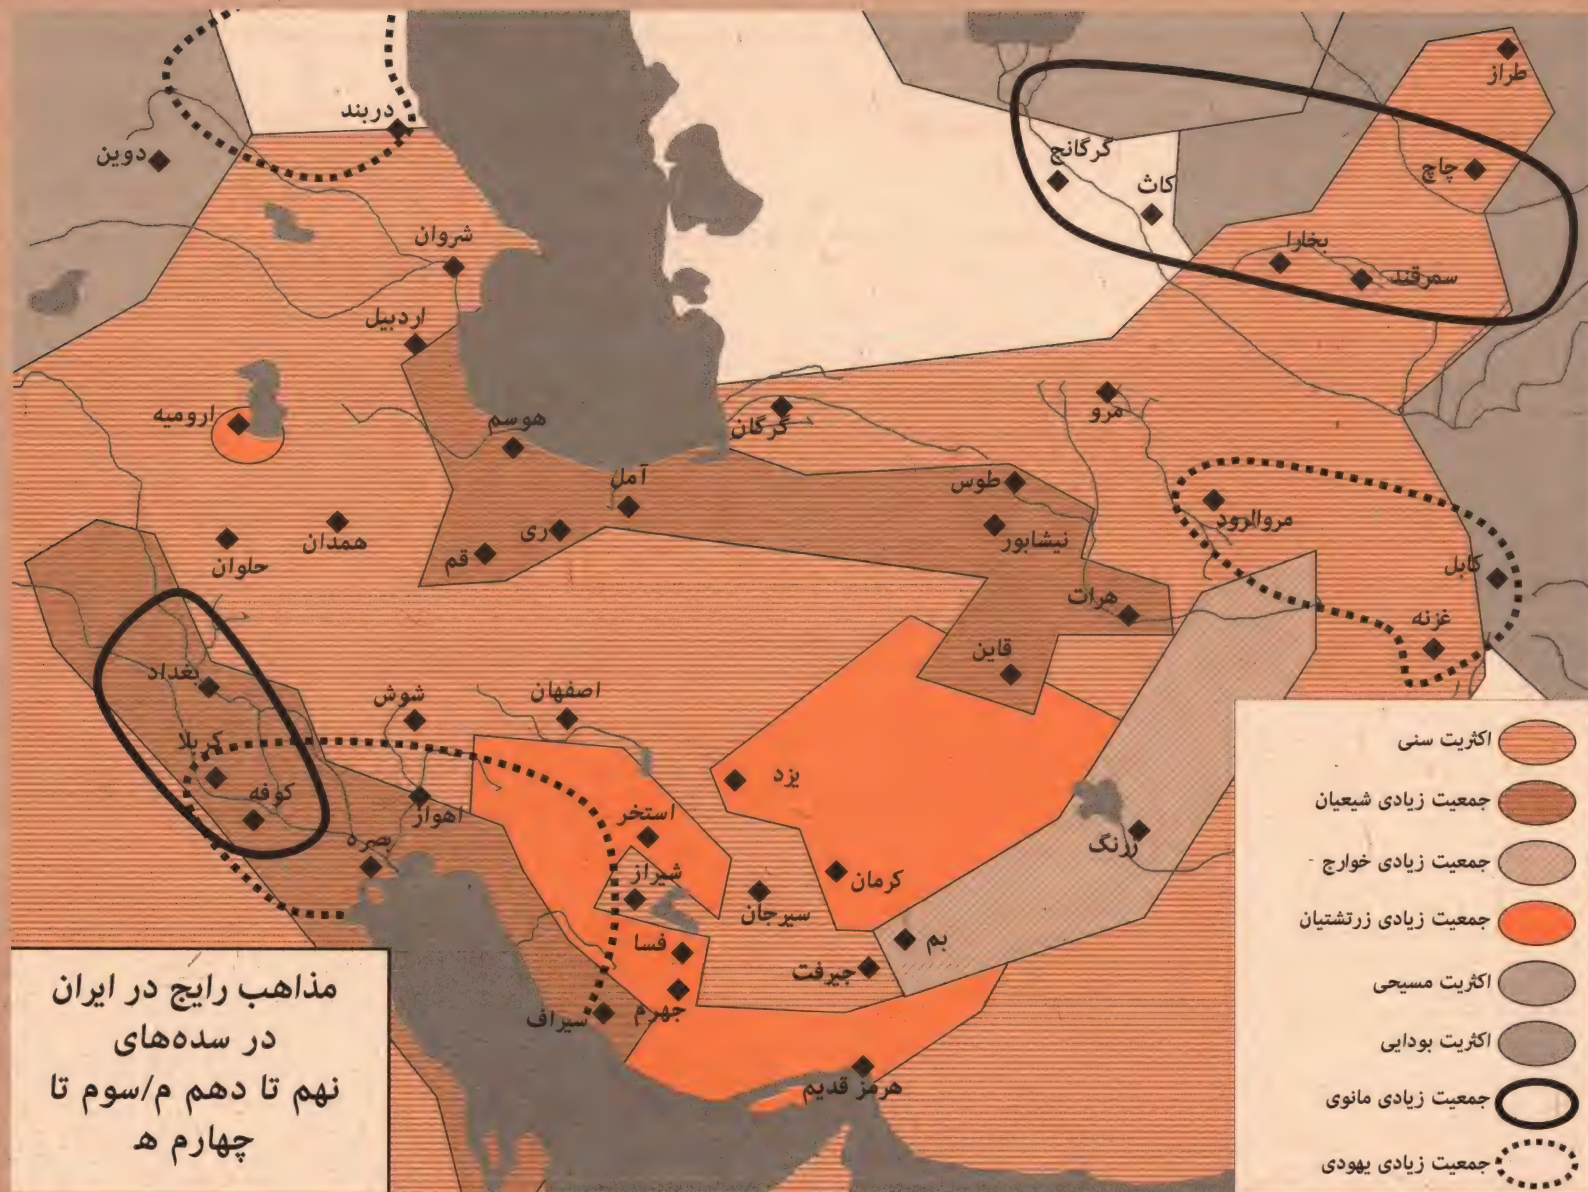 طراز
دربند
دوین
گرگانج
کاث
چاچ
بخارا
سمرقند
شروان
اردبیل
ارومیه
هوسم
گرگان
مرو
آمل
طوس
مروالرود
همدان
حلوان
ری
قم
نیشابور
کابل
هرات
غزنه
قاین
بغداد
شوش
اصفهان
کربلا
کوفه
اهواز
بصره
یزد
استخر
شیراز
کرمان
زرنگ
سیرجان
فسا
بم
جیرفت
جهرم
سیراف
هرمز قدیم
اکثریت سنی
جمعیت زیادی شیعیان
جمعیت زیادی خوارج
جمعیت زیادی زرتشتیان
اکثریت مسیحی
اکثریت بودایی
جمعیت زیادی مانوی
جمعیت زیادی یهودی
مذاهب رایج در ایران
در سده‌های
نهم تا دهم م/سوم تا
چهارم ه